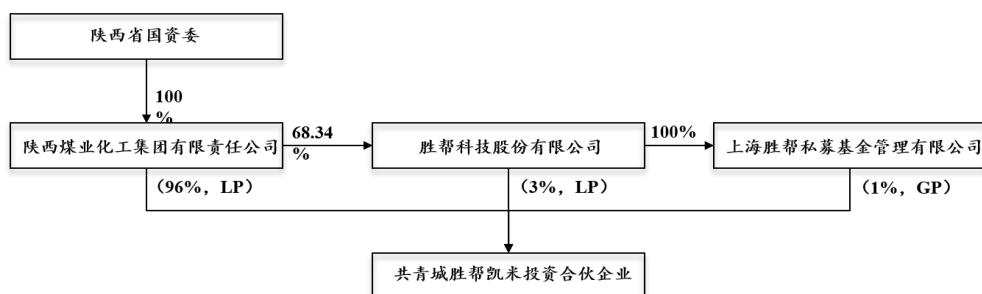 陕西省国资委
100
%
陕西煤业化工集团有限责任公司
68.34
%
胜帮科技股份有限公司
100%
上海胜帮私募基金管理有限公司
(96%，LP)
(3%，LP)
(1%，GP)
共青城胜帮凯米投资合伙企业